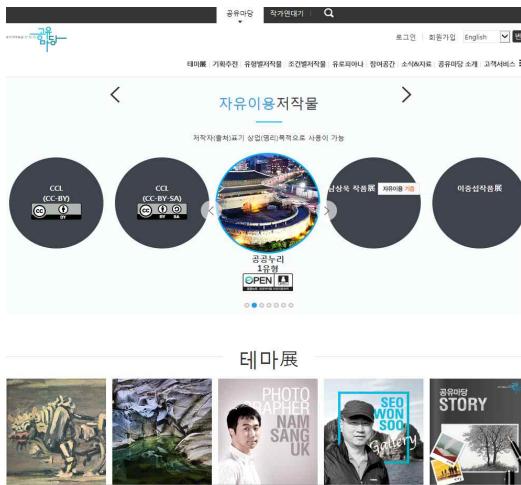 공유마당 작가연대기
로그인 회원가입 English
공유마당
테마展 기획추천 유형별저작물 조건별저작물 유로피아나 참여공간 소식&자료 공유마당 소개 고객서비스
자유이용저작물
저작자(출처)표기 상업(영리)목적으로 사용이 가능
CCL
(CC-BY)
cc
BY
CCL
(CC-BY-SA)
cc
BY SA
공공누리
1유형
OPEN
남상욱 작품展 자유이용 기증
이중섭작품展
테마展
PHOTO
GRAPHER
NAM
SANG
UK
SEO
WON
SOO
Gallery
공유마당
STORY